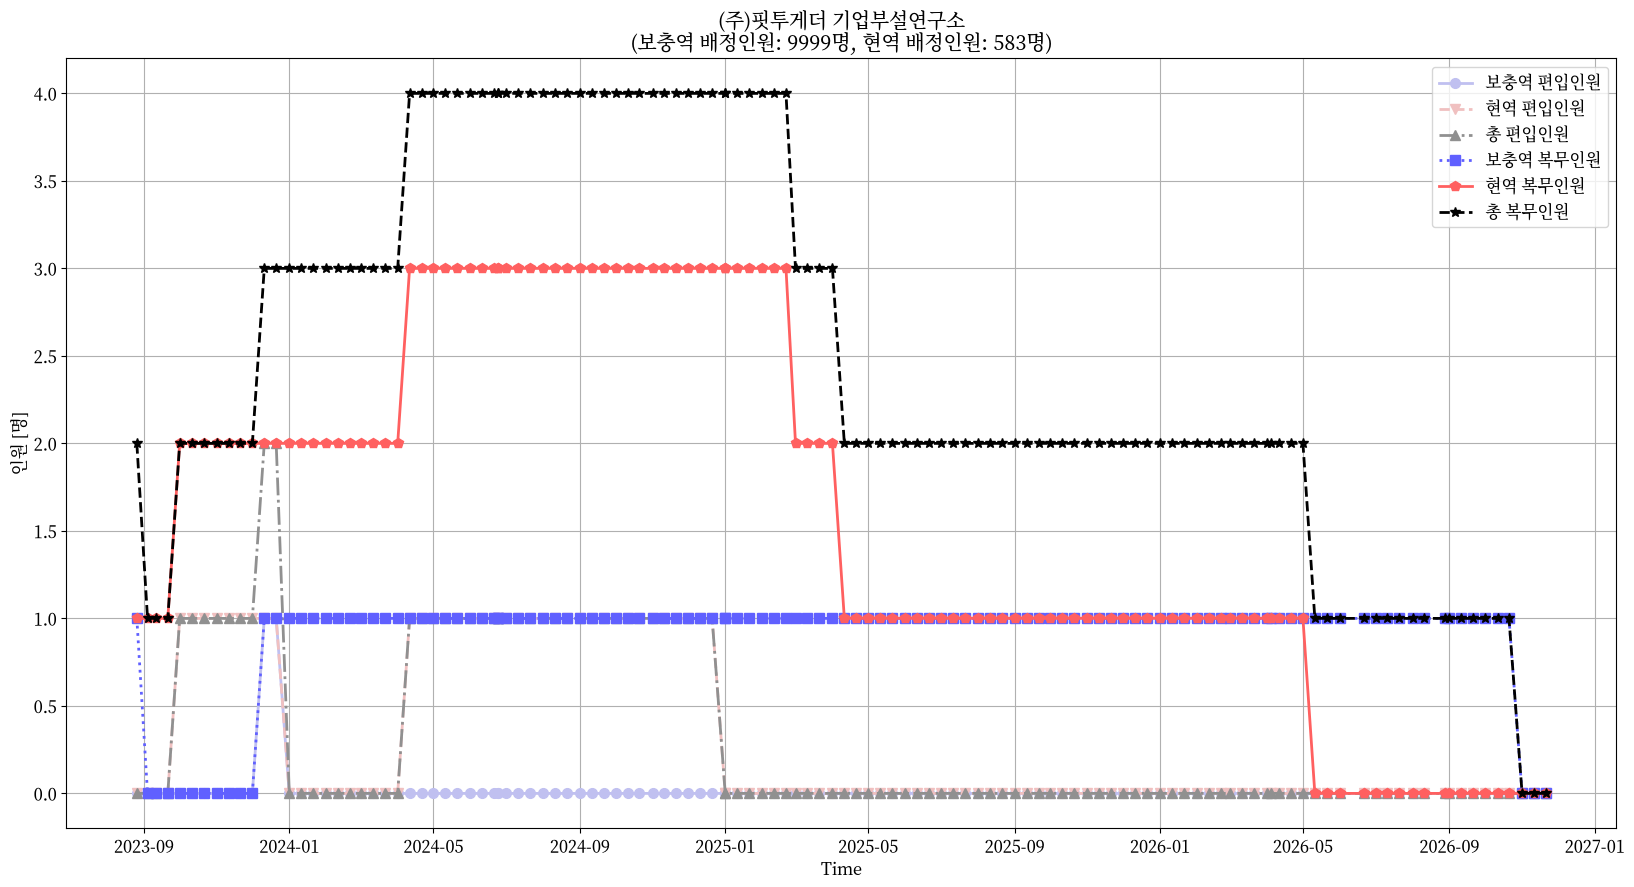 (주)핏투게더 기업부설연구소
(보충역 배정인원: 9999명, 현역 배정인원: 583명)
보충역 편입인원
현역 편입인원
총 편입인원
보충역 복무인원
현역 복무인원
총 복무인원
4.0
3.5
3.0
2.5
2.0
1.5
1.0
0.5
0.0
인원 [명]
2023-09
2024-01
2024-05
2024-09
2025-01
2025-05
2025-09
2026-01
2026-05
2026-09
2027-01
Time